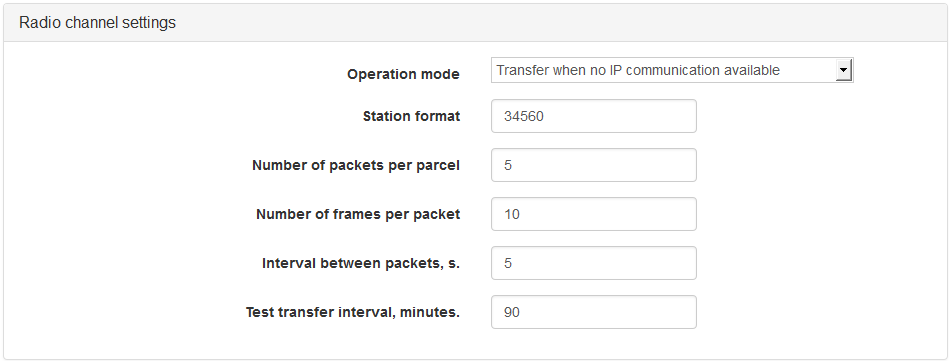 Radio channel settings
Operation mode Transfer when no IP communication available
Station format 34560
Number of packets per parcel 5
Number of frames per packet 10
Interval between packets, s. 5
Test transfer interval, minutes. 90